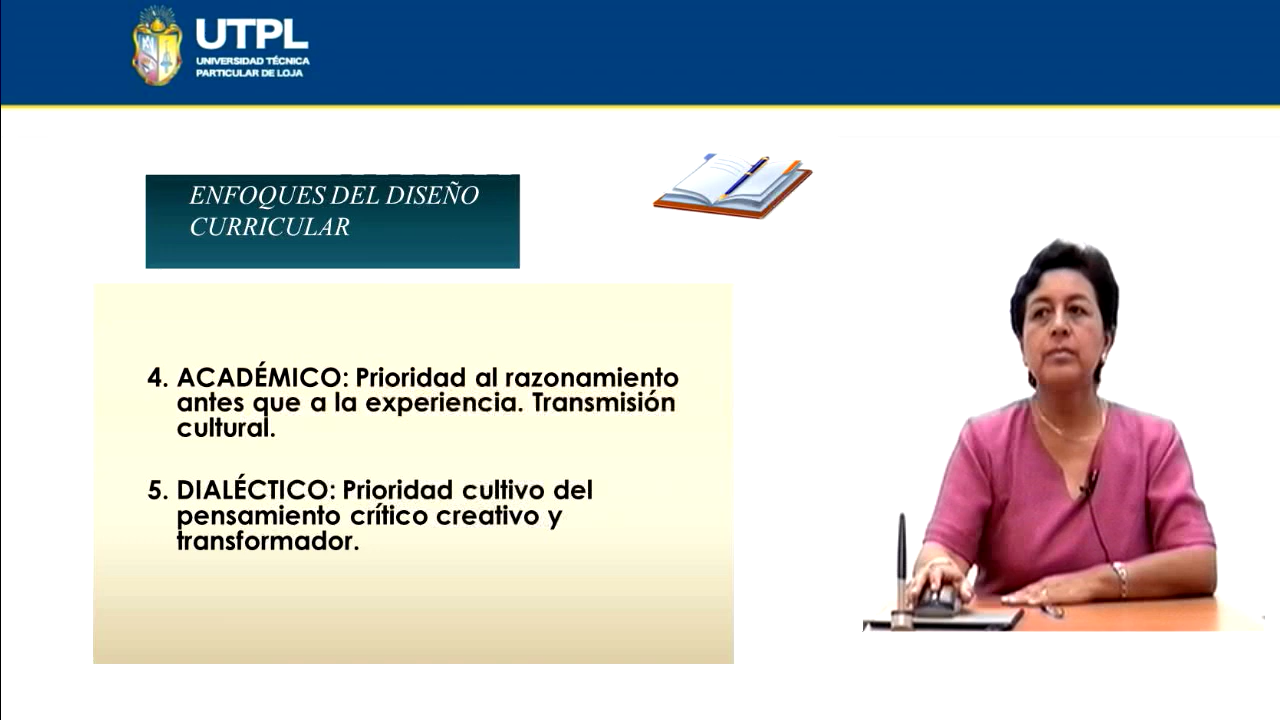 UTPL
UNIVERSIDAD TÉCNICA
PARTICULAR DE LOJA
ENFOQUES DEL DISEÑO
CURRICULAR
4. ACADÉMICO: Prioridad al razonamiento
antes que a la experiencia. Transmisión
cultural.
5. DIALÉCTICO: Prioridad cultivo del
pensamiento crítico creativo y
transformador.